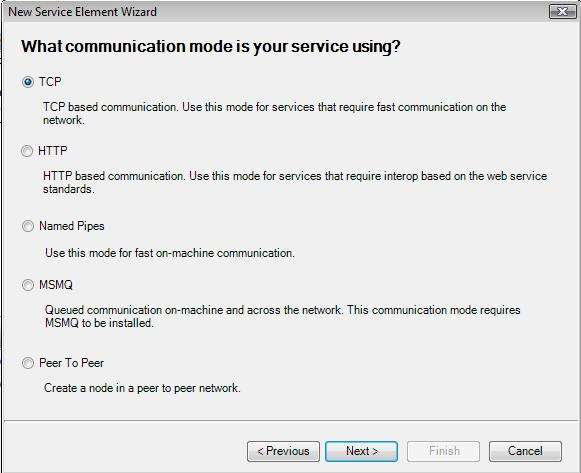 New Service Element Wizard
What communication mode is your service using?
TCP
TCP based communication. Use this mode for services that require fast communication on the
network.
HTTP
HTTP based communication. Use this mode for services that require interop based on the web service
standards.
Named Pipes
Use this mode for fast on-machine communication.
MSMQ
Queued communication on-machine and across the network. This communication mode requires
MSMQ to be installed.
Peer To Peer
Create a node in a peer to peer network.
< Previous
Next >
Finish
Cancel